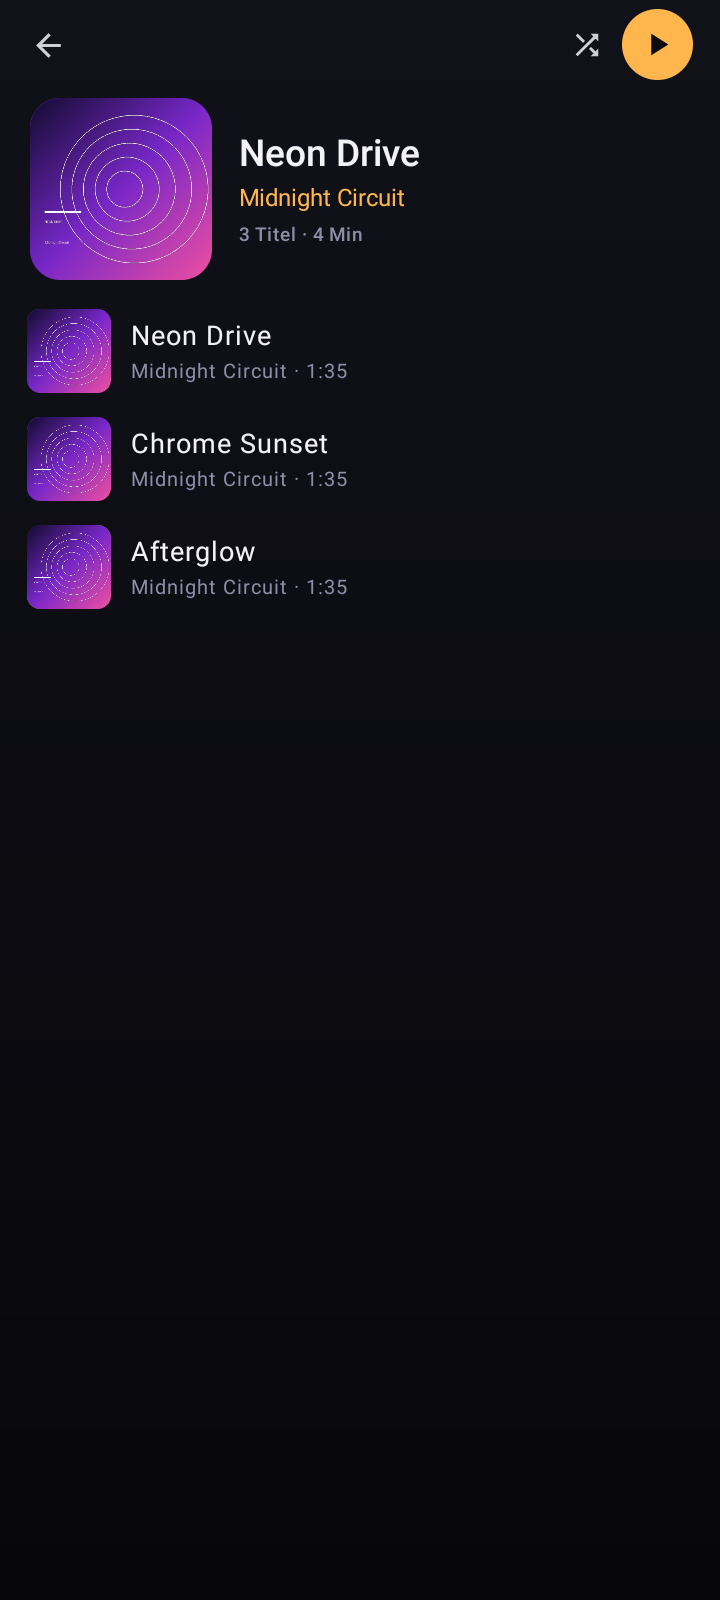 Neon Drive
Midnight Circuit
3 Titel · 4 Min
Neon Drive
Midnight Circuit · 1:35
Chrome Sunset
Midnight Circuit · 1:35
Afterglow
Midnight Circuit · 1:35